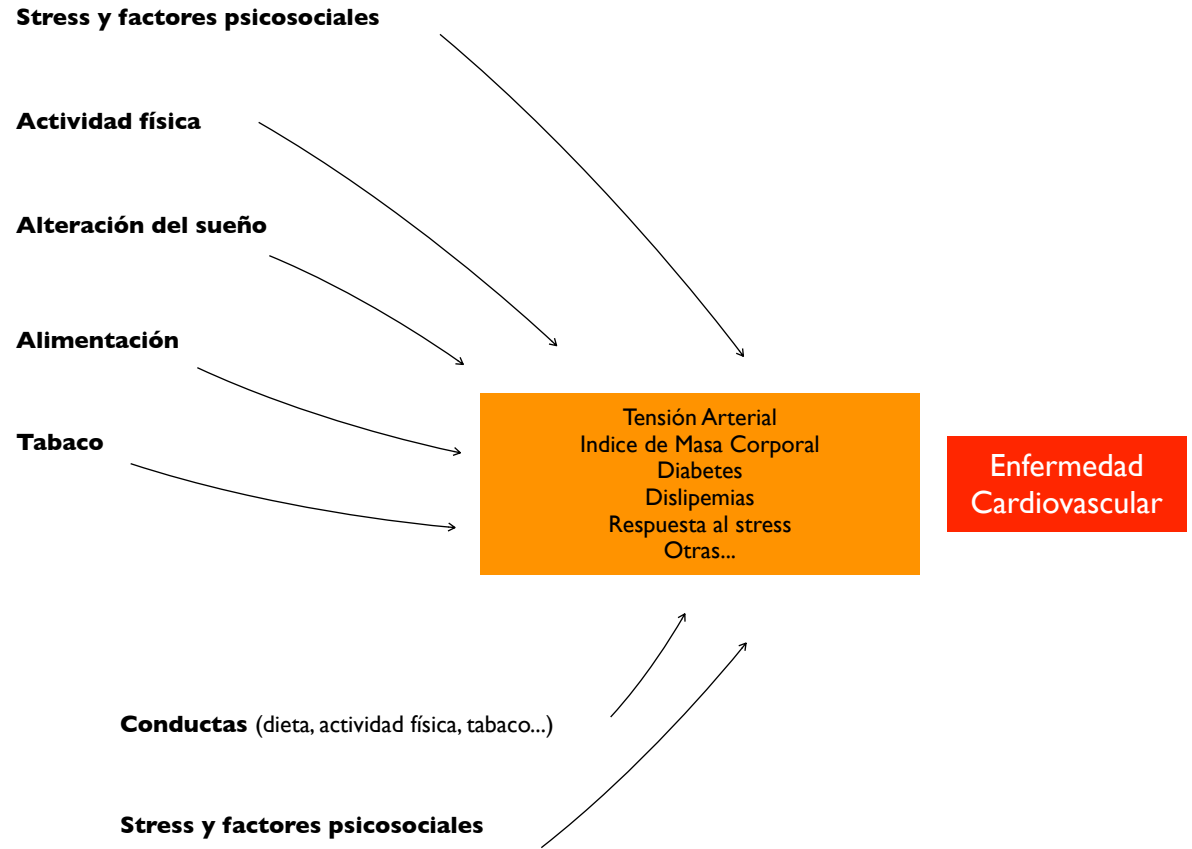 Stress y factores psicosociales
Actividad física
Alteración del sueño
Alimentación
Tabaco
Tensión Arterial
Indice de Masa Corporal
Diabetes
Dislipemias
Respuesta al stress
Otras...
Enfermedad
Cardiovascular
Conductas (dieta, actividad física, tabaco...)
Stress y factores psicosociales